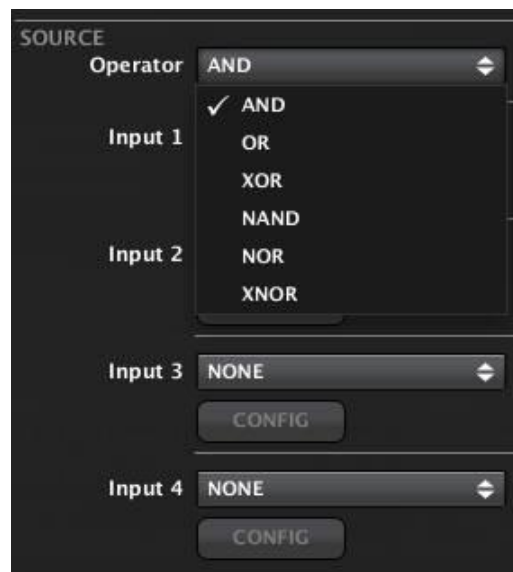 SOURCE
Operator AND
✓ AND
Input 1
OR
XOR
NAND
Input 2
NOR
XNOR
Input 3 NONE
CONFIG
Input 4 NONE
CONFIG